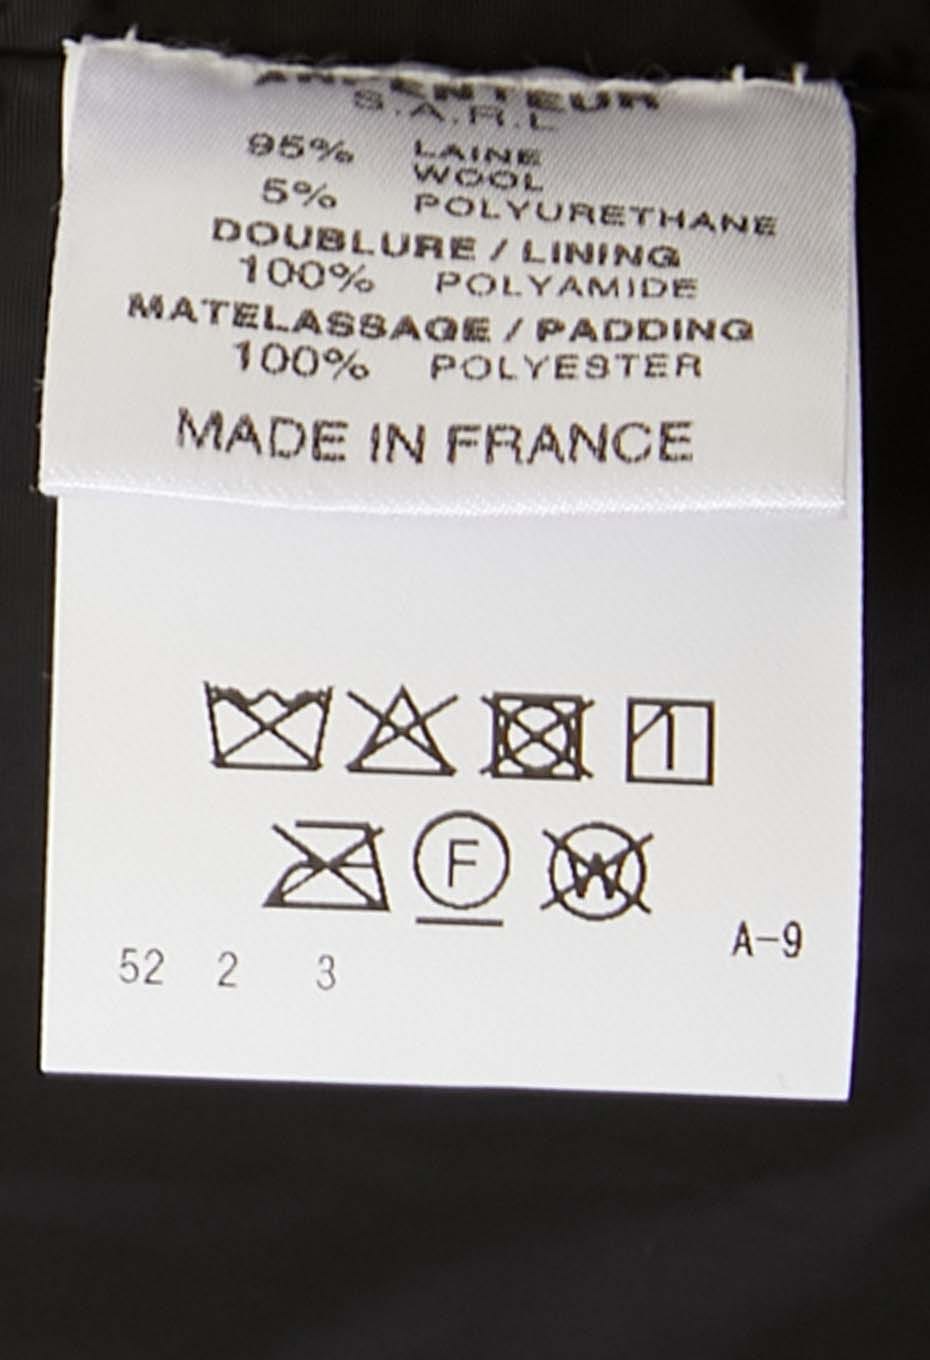 S.A.R.L
95% LAINE
WOOL
5% POLYURETHANE
DOUBLURE / LINING
100% POLYAMIDE
MATELASSAGE / PADDING
100% POLYESTER
MADE IN FRANCE
F W
A-9
52 2 3